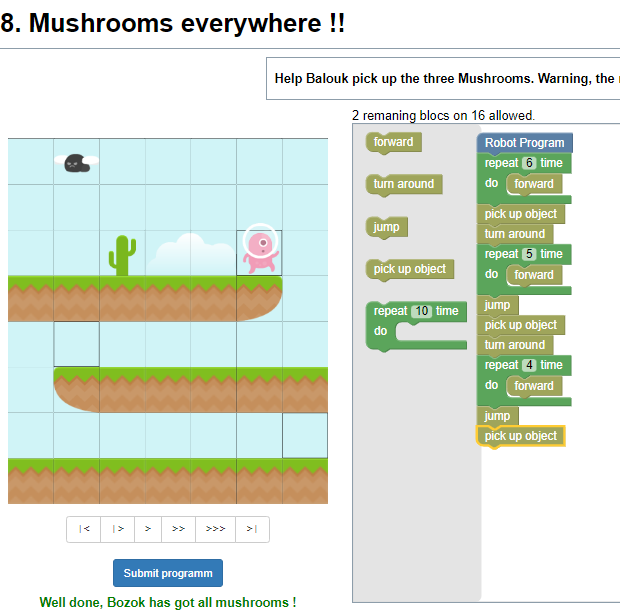 8. Mushrooms everywhere !!
Help Balouk pick up the three Mushrooms. Warning, the
2 remaning blocs on 16 allowed.
forward
turn around
jump
pick up object
repeat 10 time
do
Robot Program
repeat 6 time
do forward
pick up object
turn around
repeat 5 time
do forward
jump
pick up object
turn around
repeat 4 time
do forward
jump
pick up object
|< |> > >> >>> >|
Submit programm
Well done, Bozok has got all mushrooms !